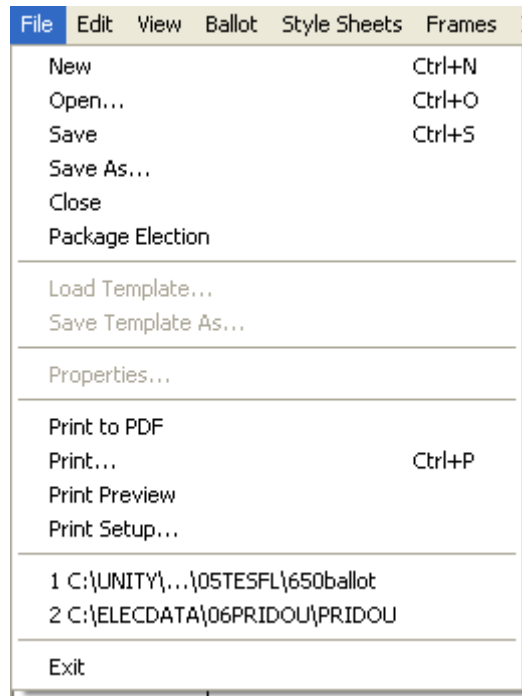 File Edit View Ballot Style Sheets Frames
New Ctrl+N
Open... Ctrl+O
Save Ctrl+S
Save As...
Close
Package Election
Load Template...
Save Template As...
Properties...
Print to PDF
Print... Ctrl+P
Print Preview
Print Setup...
1 C:\UNITY\...\05TESFL\650ballot
2 C:\ELECDATA\06PRIDOU\PRIDOU
Exit